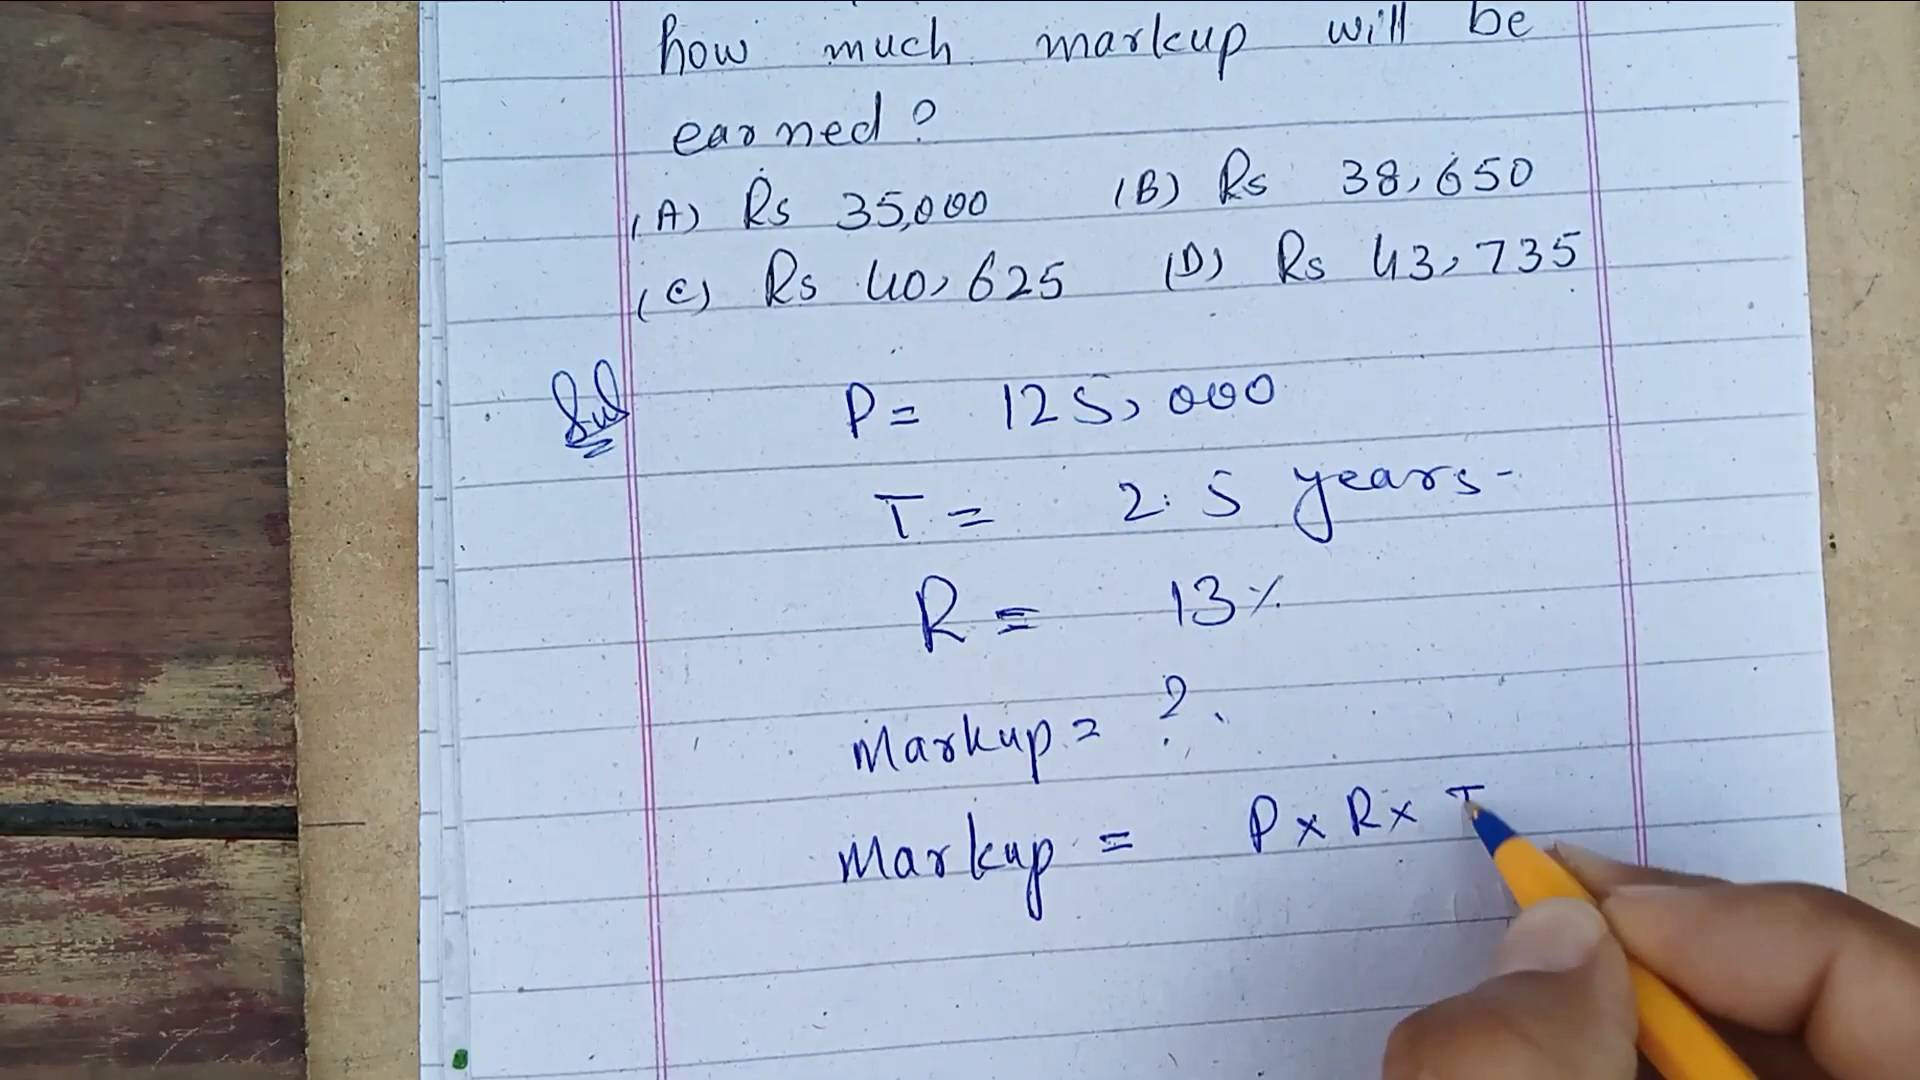 how much markup will be
earned?
(A) Rs 35,000 (B) Rs 38,650
(C) Rs 40,625 (D) Rs 43,735
Sol
P= 125,000
T = 2.5 years-
R = 13%
Markup = ?
Markup = P x R x T